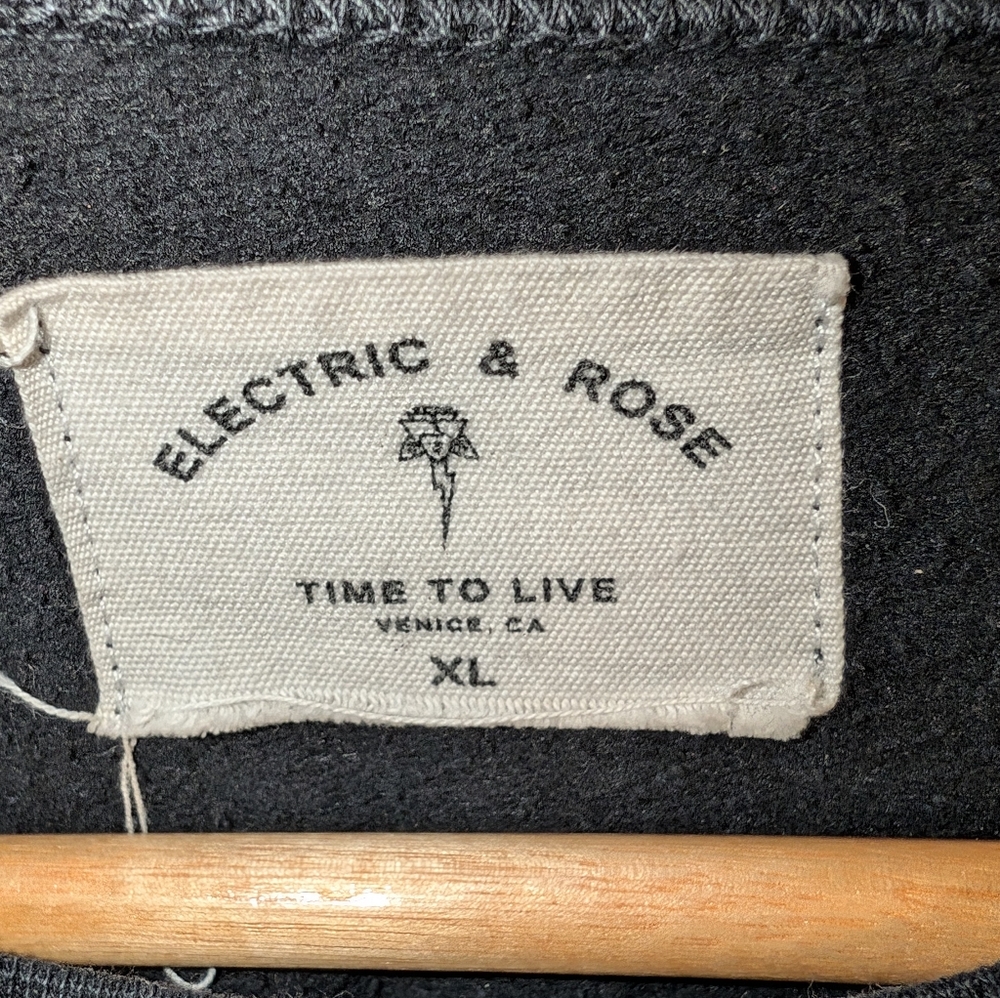 ELECTRIC & ROSE
TIME TO LIVE
VENICE, CA
XL